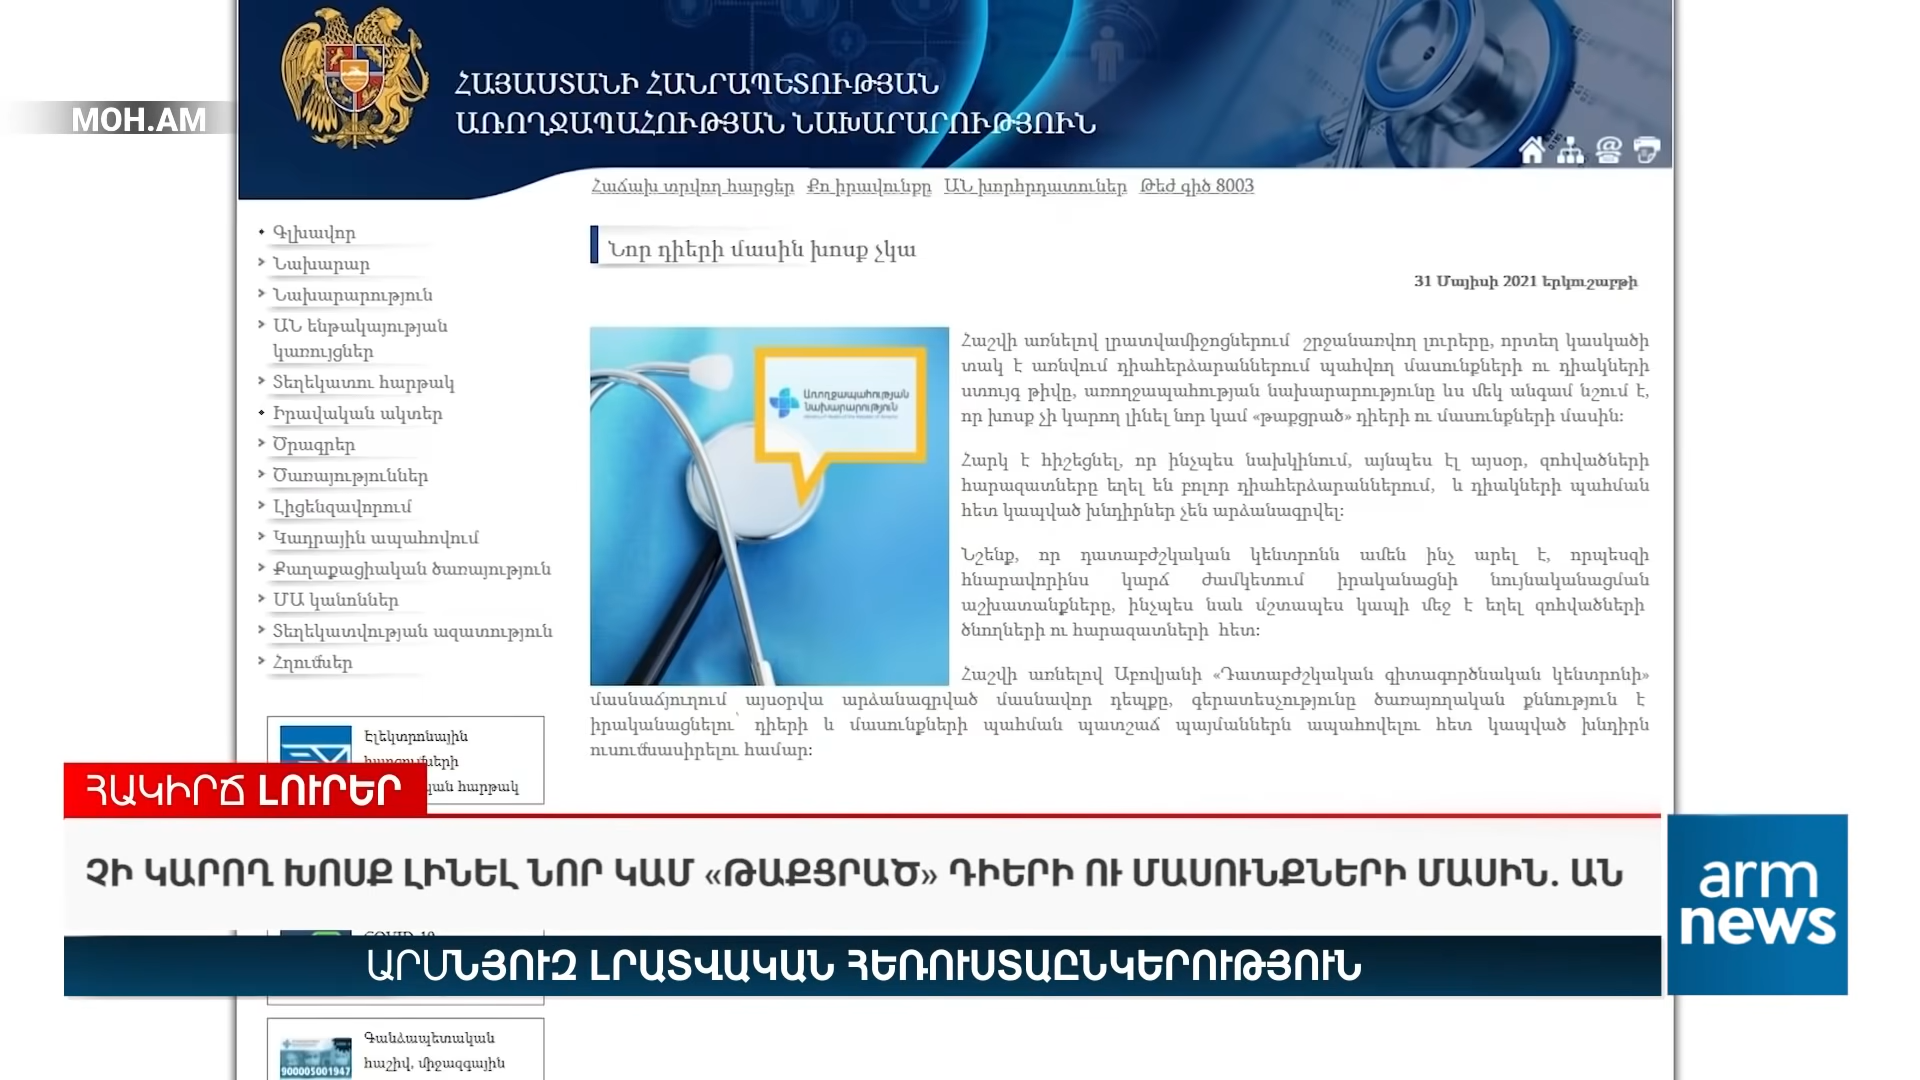 ՀԱՅԱՍՏԱՆԻ ՀԱՆՐԱՊԵՏՈՒԹՅԱՆ
ԱՌՈՂՋԱՊԱՀՈՒԹՅԱՆ ՆԱԽԱՐԱՐՈՒԹՅՈՒՆ
MOH.AM
Հաճախ տրվող հարցեր Քո իրավունքը ԱՆ խորհրդատուներ Թեժ գիծ 8003
Գլխավոր
Նախարար
Նախարարություն
ԱՆ ենթակայության
կառույցներ
Տեղեկատու հարթակ
Իրավական ակտեր
Ծրագրեր
Ծառայություններ
Լիցենզավորում
Կադրային ապահովում
Քաղաքացիական ծառայություն
ՄԱ կանոններ
Տեղեկատվության ազատություն
Հղումներ
Նոր դիերի մասին խոսք չկա
31 Մայիսի 2021 երկուշաբթի
Առողջապահության
նախարարություն
Հաշվի առնելով լրատվամիջոցներում շրջանառվող լուրերը, որտեղ կասկածի
տակ է առնվում դիահերձարաններում պահվող մասունքների ու դիակների
ստույգ թիվը, առողջապահության նախարարությունը ևս մեկ անգամ նշում է,
որ խոսք չի կարող լինել նոր կամ «թաքցրած» դիերի ու մասունքների մասին:
Հարկ է հիշեցնել, որ ինչպես նախկինում, այնպես էլ այսօր, զոհվածների
հարազատները եղել են բոլոր դիահերձարաններում, և դիակների պահման
հետ կապված խնդիրներ չեն արձանագրվել:
Նշենք, որ դատաբժշկական կենտրոնն ամեն ինչ արել է, որպեսզի
հնարավորինս կարճ ժամկետում իրականացնի նույնականացման
աշխատանքները, ինչպես նաև մշտապես կապի մեջ է եղել զոհվածների
ծնողների ու հարազատների հետ:
Հաշվի առնելով Աբովյանի «Դատաբժշկական գիտագործնական կենտրոնի»
մասնաճյուղում այսօրվա արձանագրված մասնավոր դեպքը, գերատեսչությունը ծառայողական քննություն է
իրականացնելու՝ դիերի և մասունքների պահման պատշաճ պայմաններն ապահովելու հետ կապված խնդիրն
ուսումնասիրելու համար:
Էլեկտրոնային
հարցումների
կան հարթակ
ՀԱԿԻՐՃ ԼՈՒՐԵՐ
ՉԻ ԿԱՐՈՂ ԽՈՍՔ ԼԻՆԵԼ ՆՈՐ ԿԱՄ «ԹԱՔՑՐԱԾ» ԴԻԵՐԻ ՈՒ ՄԱՍՈՒՆՔՆԵՐԻ ՄԱՍԻՆ. ԱՆ
arm
news
COVID-19
ԱՐՄՆՅՈՒԶ ԼՐԱՏՎԱԿԱՆ ՀԵՌՈՒՍՏԱԸՆԿԵՐՈՒԹՅՈՒՆ
Գանձապետական
հաշիվ, միջազգային
900005001947